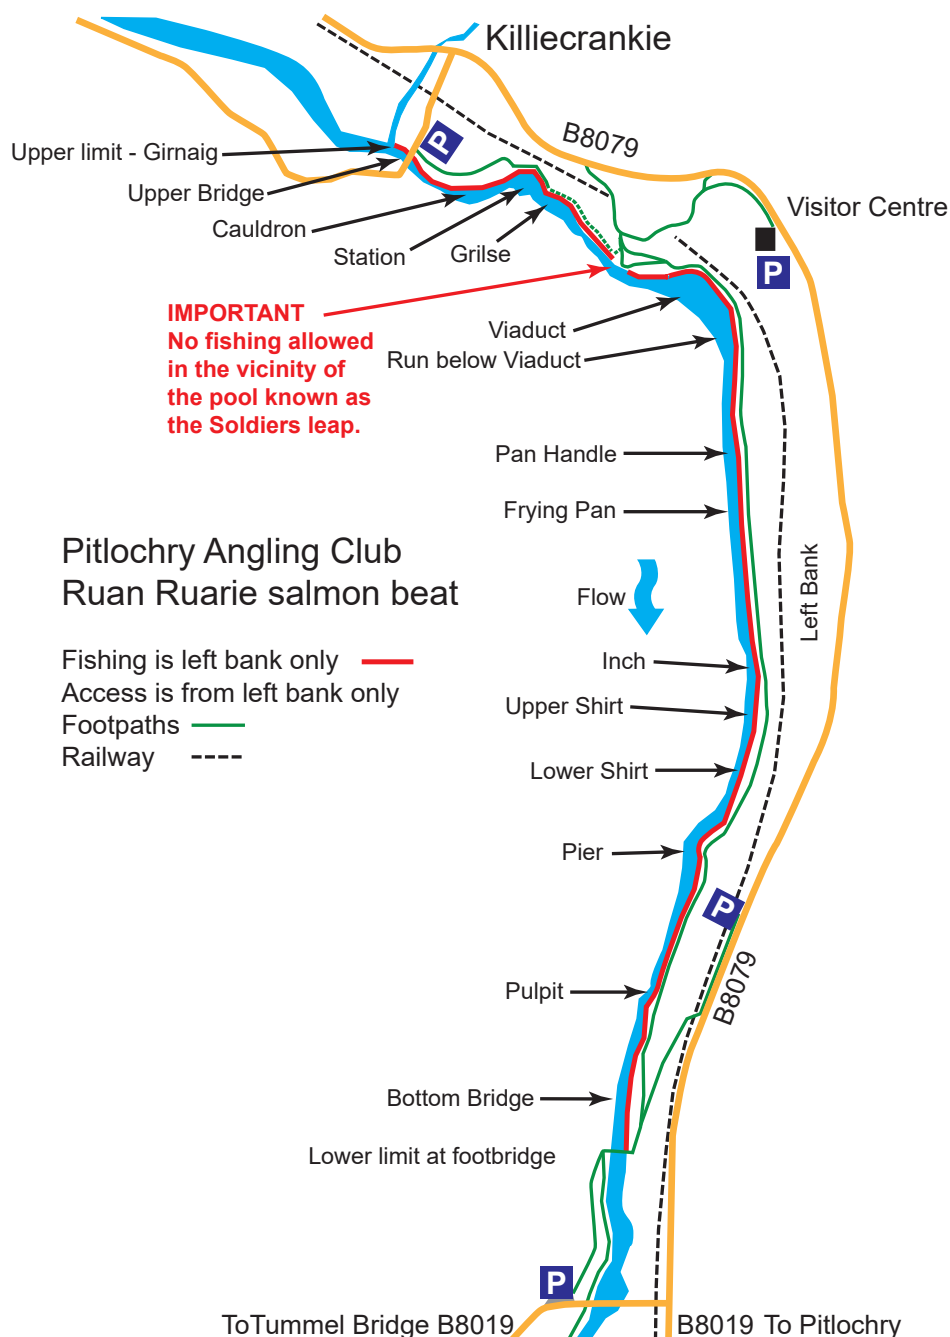 Killiecrankie
B8079
P
Upper limit - Girnaig
Upper Bridge
Visitor Centre
Cauldron
Station
Grilse
P
IMPORTANT
No fishing allowed
in the vicinity of
the pool known as
the Soldiers leap.
Viaduct
Run below Viaduct
Pan Handle
Frying Pan
Pitlochry Angling Club
Ruan Ruarie salmon beat
Flow
Left Bank
Fishing is left bank only
Access is from left bank only
Footpaths
Railway
Inch
Upper Shirt
Lower Shirt
Pier
P
B8079
Pulpit
Bottom Bridge
Lower limit at footbridge
P
ToTummel Bridge B8019
B8019 To Pitlochry